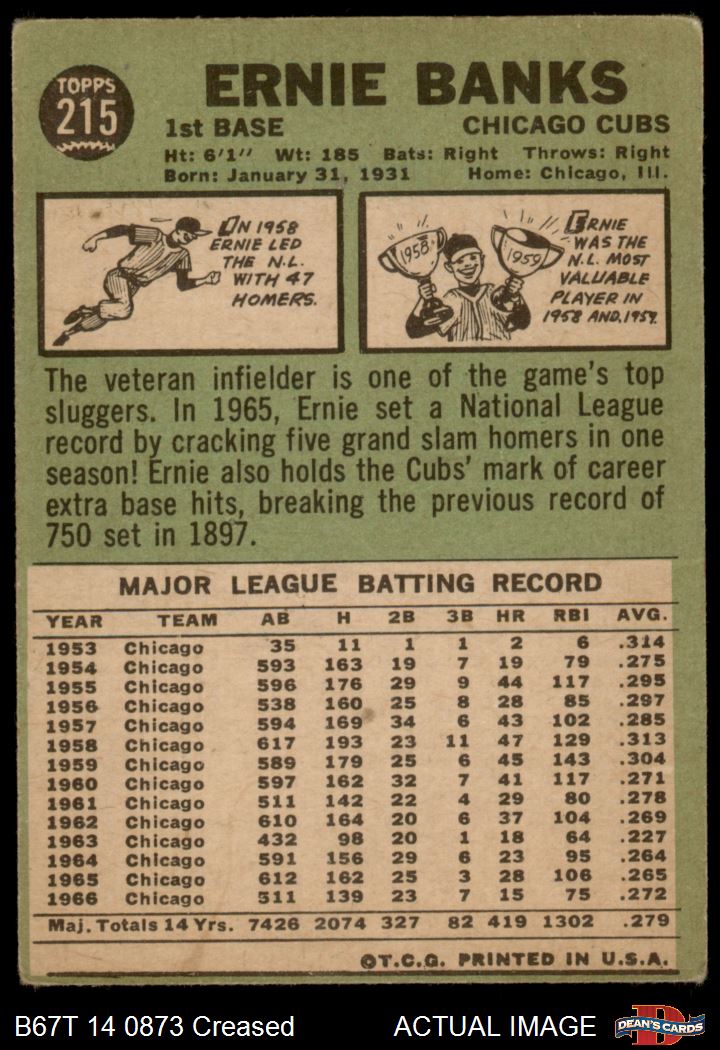 TOPPS
215
ERNIE BANKS
1st BASE CHICAGO CUBS
Ht: 6'1" Wt: 185 Bats: Right Throws: Right
Born: January 31, 1931 Home: Chicago, Ill.
IN 1958
ERNIE LED
THE N.L.
WITH 47
HOMERS.
1958
1959
ERNIE
WAS THE
N.L. MOST
VALUABLE
PLAYER IN
1958 AND 1959.
The veteran infielder is one of the game's top
sluggers. In 1965, Ernie set a National League
record by cracking five grand slam homers in one
season! Ernie also holds the Cubs' mark of career
extra base hits, breaking the previous record of
750 set in 1897.
MAJOR LEAGUE BATTING RECORD
YEAR TEAM AB H 2B 3B HR RBI AVG.
1953 Chicago 35 11 1 1 2 6 .314
1954 Chicago 593 163 19 7 19 79 .275
1955 Chicago 596 176 29 9 44 117 .295
1956 Chicago 538 160 25 8 28 85 .297
1957 Chicago 594 169 34 6 43 102 .285
1958 Chicago 617 193 23 11 47 129 .313
1959 Chicago 589 179 25 6 45 143 .304
1960 Chicago 597 162 32 7 41 117 .271
1961 Chicago 511 142 22 4 29 80 .278
1962 Chicago 610 164 20 6 37 104 .269
1963 Chicago 432 98 20 1 18 64 .227
1964 Chicago 591 156 29 6 23 95 .264
1965 Chicago 612 162 25 3 28 106 .265
1966 Chicago 511 139 23 7 15 75 .272
Maj. Totals 14 Yrs. 7426 2074 327 82 419 1302 .279
©T.C.G. PRINTED IN U.S.A.
B67T 14 0873 Creased ACTUAL IMAGE
D
DEAN'S CARDS